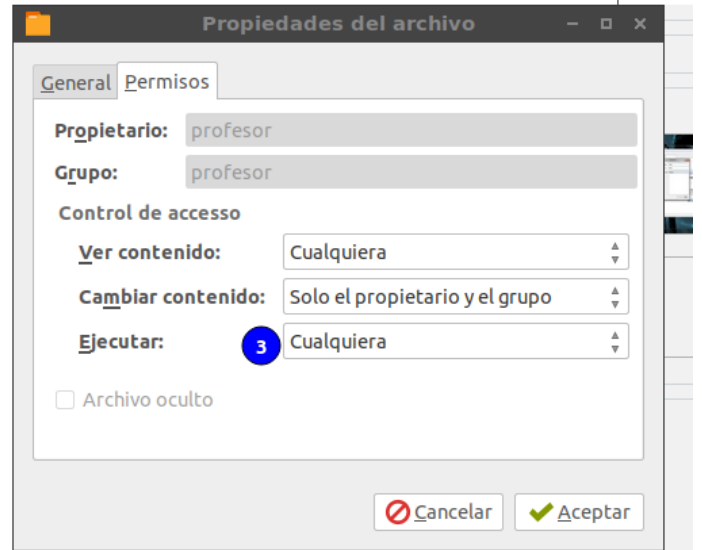 Propiedades del archivo
General Permisos
Propietario: profesor
Grupo: profesor
Control de accesso
Ver contenido: Cualquiera
Cambiar contenido: Solo el propietario y el grupo
Ejecutar: 3 Cualquiera
Archivo oculto
Cancelar Aceptar